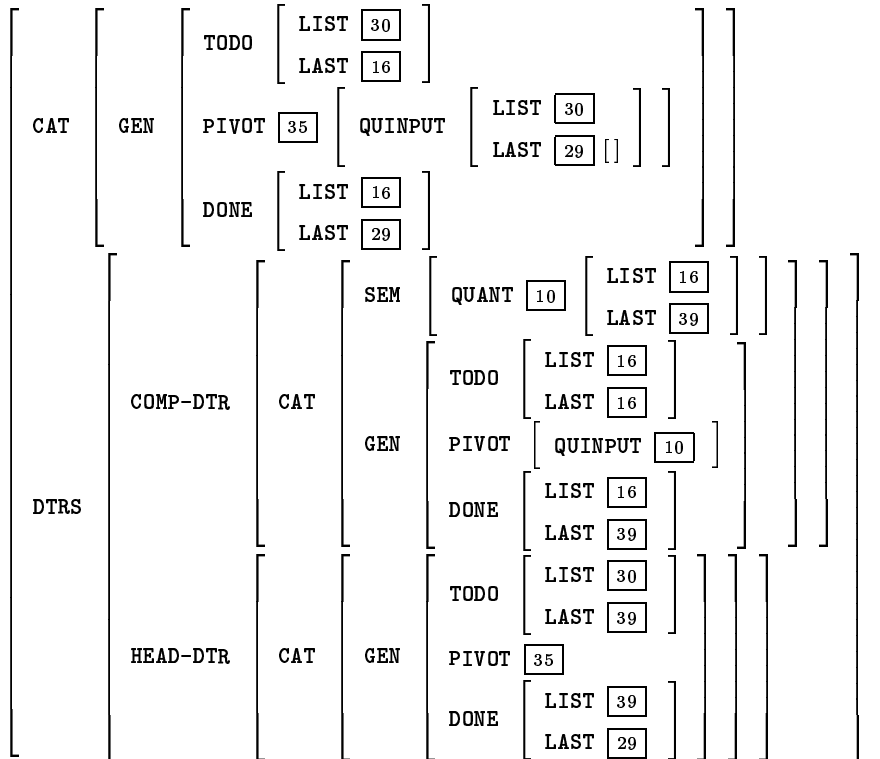 TODO LIST 30
LAST 16
CAT GEN PIVOT 35 QUINPUT LIST 30
LAST 29 [ ]
DONE LIST 16
LAST 29
SEM QUANT 10 LIST 16
LAST 39
COMP-DTR CAT TODO LIST 16
LAST 16
GEN PIVOT QUINPUT 10
DONE LIST 16
LAST 39
DTRS
HEAD-DTR CAT GEN TODO LIST 30
LAST 39
PIVOT 35
DONE LIST 39
LAST 29